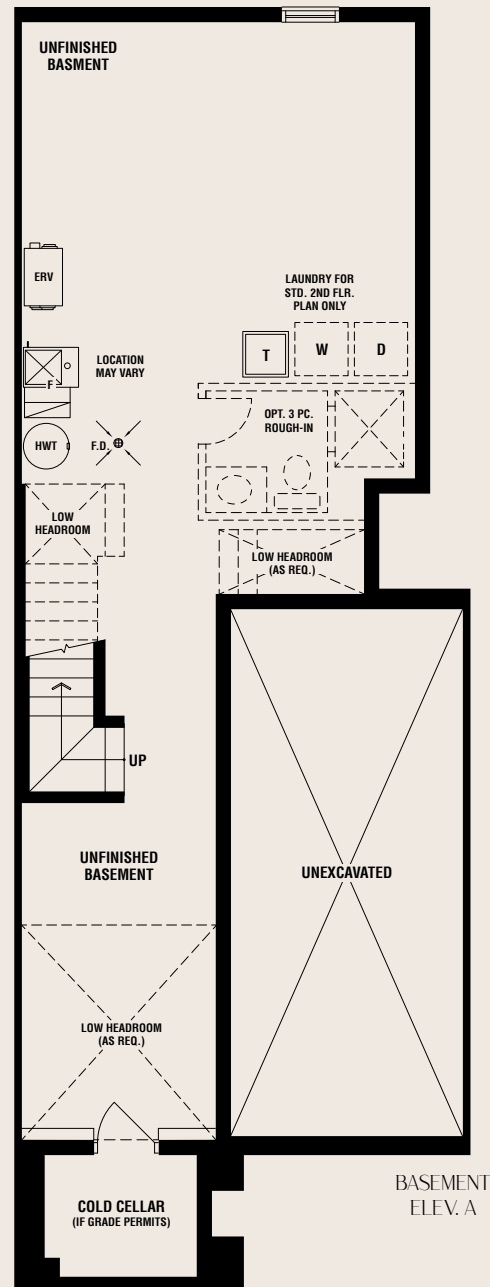 UNFINISHED
BASMENT
ERV
LAUNDRY FOR
STD. 2ND FLR.
PLAN ONLY
T
W
D
LOCATION
MAY VARY
F
OPT. 3 PC.
ROUGH-IN
HWT
F.D.
LOW
HEADROOM
LOW HEADROOM
(AS REQ.)
UP
UNFINISHED
BASEMENT
UNEXCAVATED
LOW HEADROOM
(AS REQ.)
COLD CELLAR
(IF GRADE PERMITS)
BASEMENT
ELEV. A